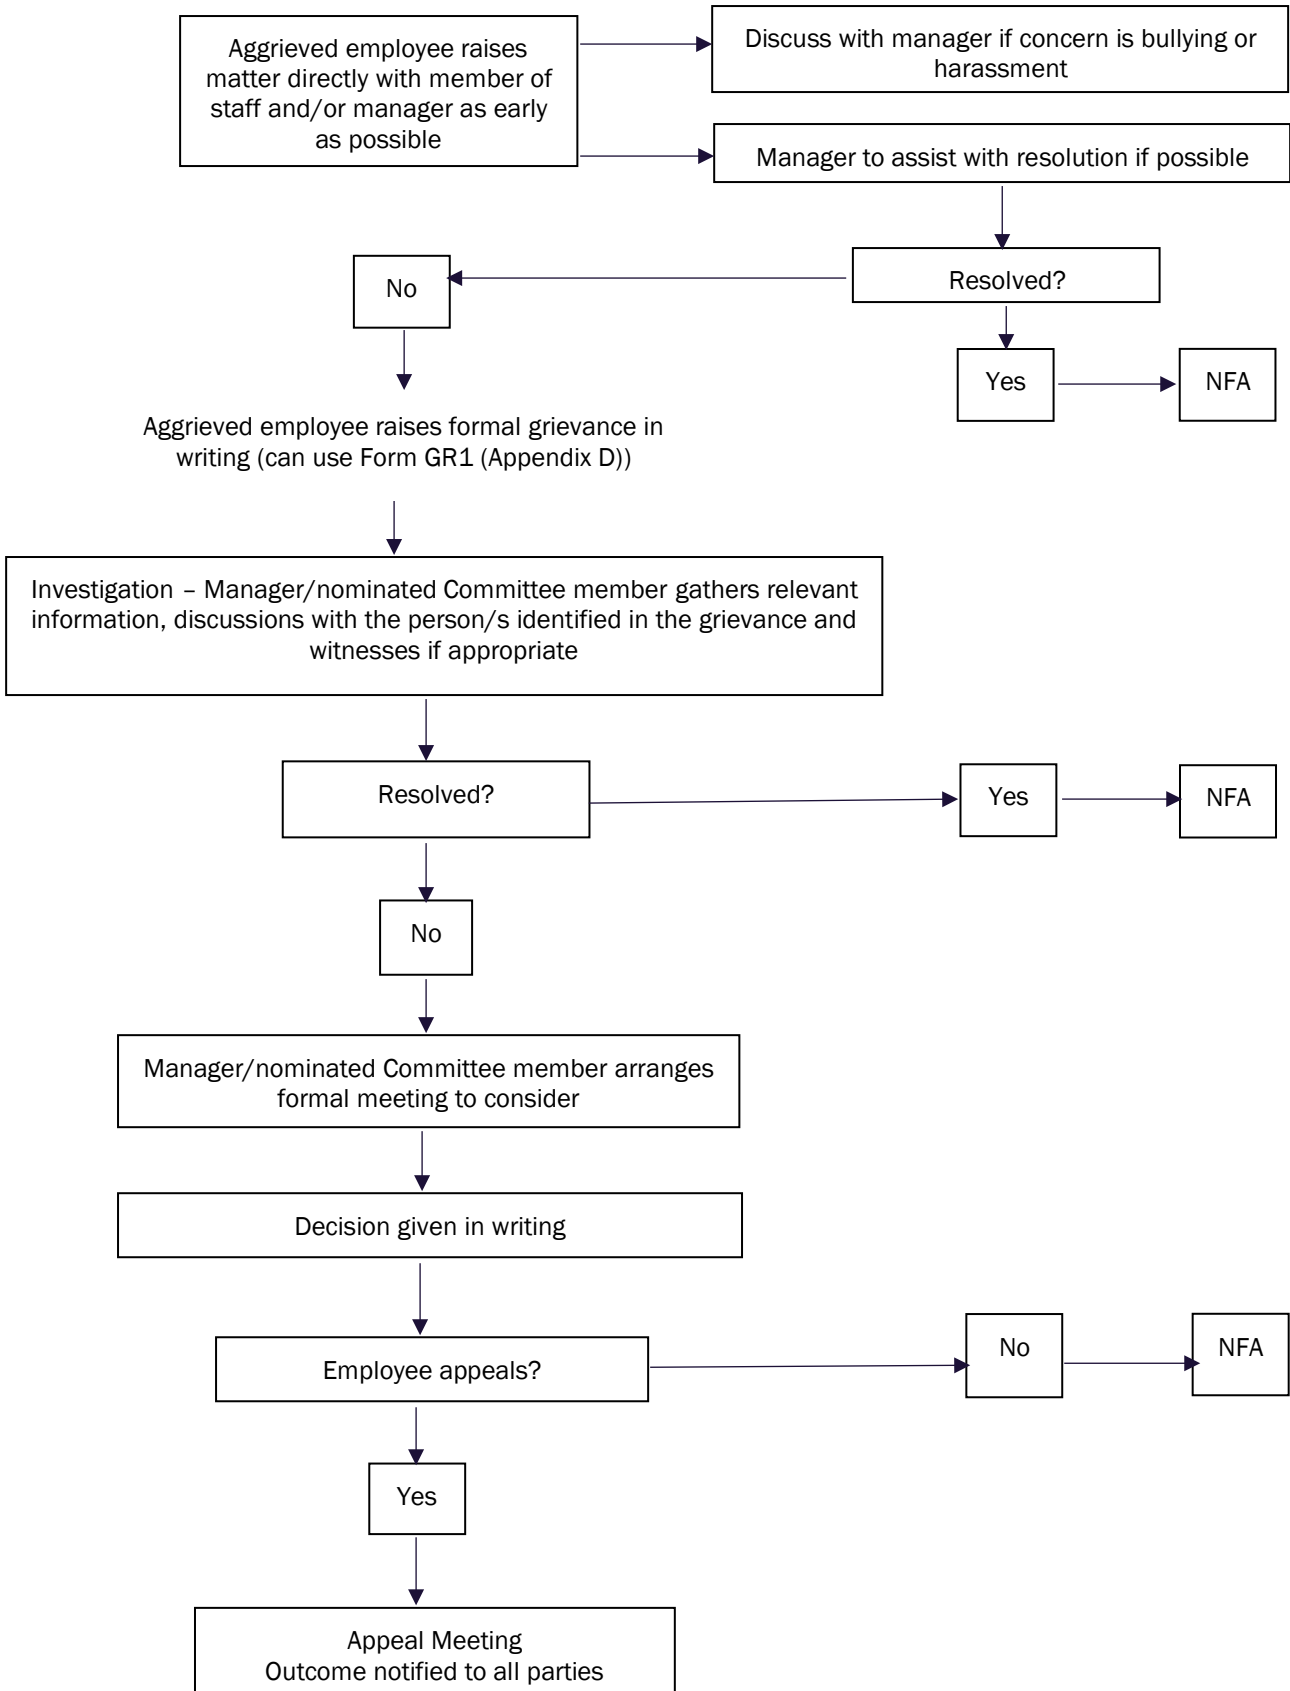 Aggrieved employee raises
matter directly with member of
staff and/or manager as early
as possible
Discuss with manager if concern is bullying or
harassment
Manager to assist with resolution if possible
Resolved?
No
Yes
NFA
Aggrieved employee raises formal grievance in
writing (can use Form GR1 (Appendix D))
Investigation – Manager/nominated Committee member gathers relevant
information, discussions with the person/s identified in the grievance and
witnesses if appropriate
Resolved?
Yes
NFA
No
Manager/nominated Committee member arranges
formal meeting to consider
Decision given in writing
Employee appeals?
No
NFA
Yes
Appeal Meeting
Outcome notified to all parties